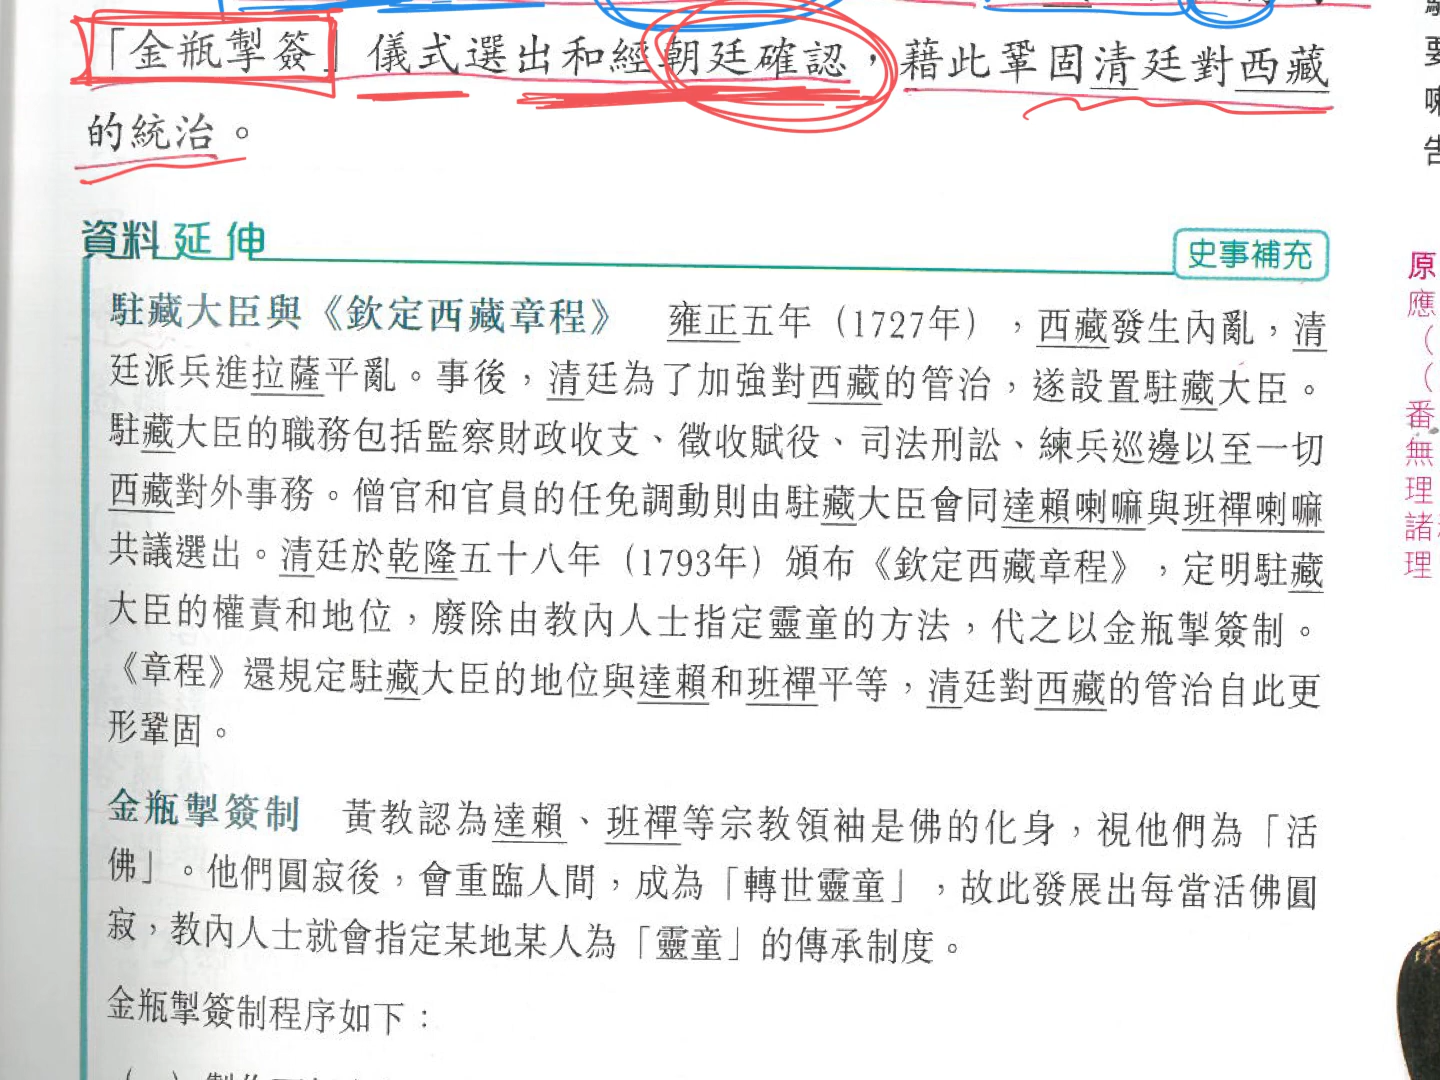 「金瓶掣簽」儀式選出和經朝廷確認，藉此鞏固清廷對西藏
的統治。
資料延伸
史事補充
駐藏大臣與《欽定西藏章程》 雍正五年（1727年），西藏發生內亂，清
廷派兵進拉薩平亂。事後，清廷為了加強對西藏的管治，遂設置駐藏大臣。
駐藏大臣的職務包括監察財政收支、徵收賦役、司法刑訟、練兵巡邊以至一切
西藏對外事務。僧官和官員的任免調動則由駐藏大臣會同達賴喇嘛與班禪喇嘛
共議選出。清廷於乾隆五十八年（1793年）頒布《欽定西藏章程》，定明駐藏
大臣的權責和地位，廢除由教內人士指定靈童的方法，代之以金瓶掣簽制。
《章程》還規定駐藏大臣的地位與達賴和班禪平等，清廷對西藏的管治自此更
形鞏固。
金瓶掣簽制 黃教認為達賴、班禪等宗教領袖是佛的化身，視他們為「活
佛」。他們圓寂後，會重臨人間，成為「轉世靈童」，故此發展出每當活佛圓
寂，教內人士就會指定某地某人為「靈童」的傳承制度。
金瓶掣簽制程序如下：
要
告
原
應
（
（
番
無
理
諸
理